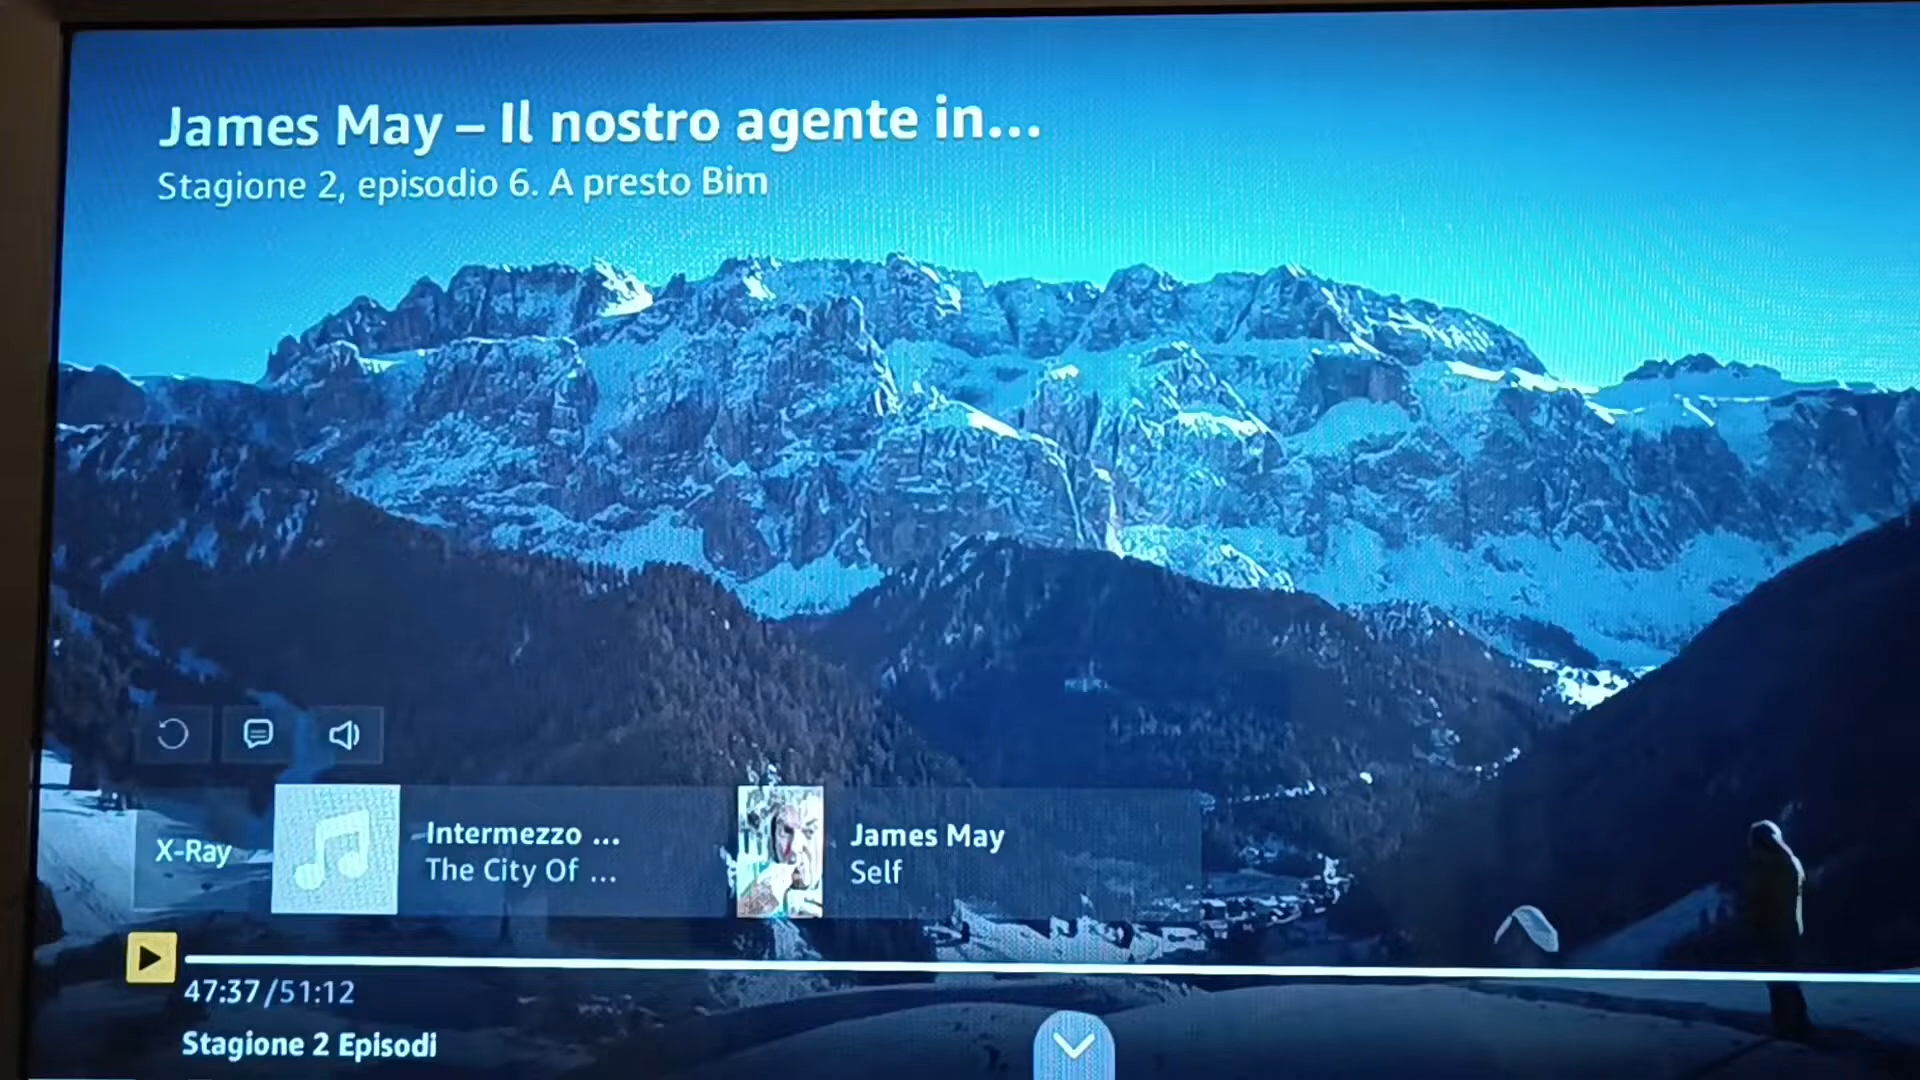 James May – Il nostro agente in...
Stagione 2, episodio 6. A presto Bim
X-Ray
Intermezzo ...
The City Of ...
James May
Self
47:37/51:12
Stagione 2 Episodi